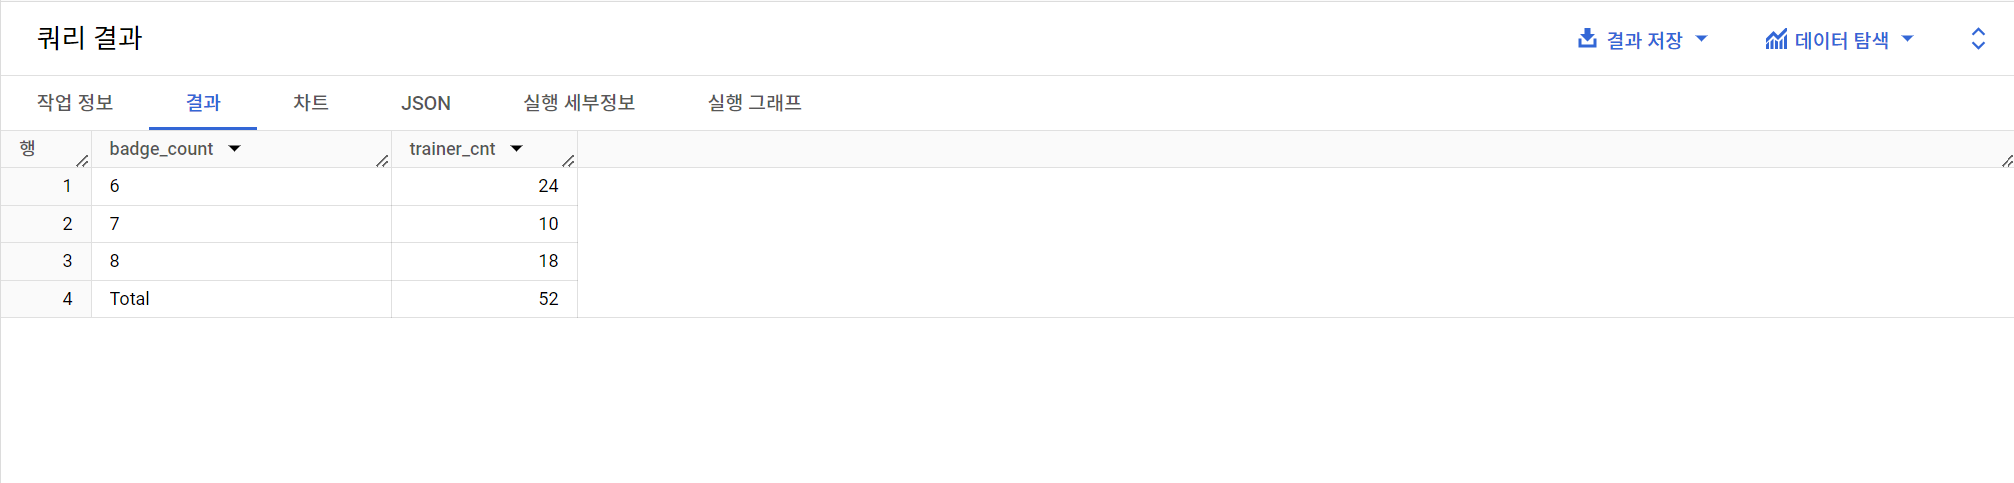 쿼리 결과
결과 저장 데이터 탐색
작업 정보 결과 차트 JSON 실행 세부정보 실행 그래프
행 badge_count trainer_cnt
1 6 24
2 7 10
3 8 18
4 Total 52